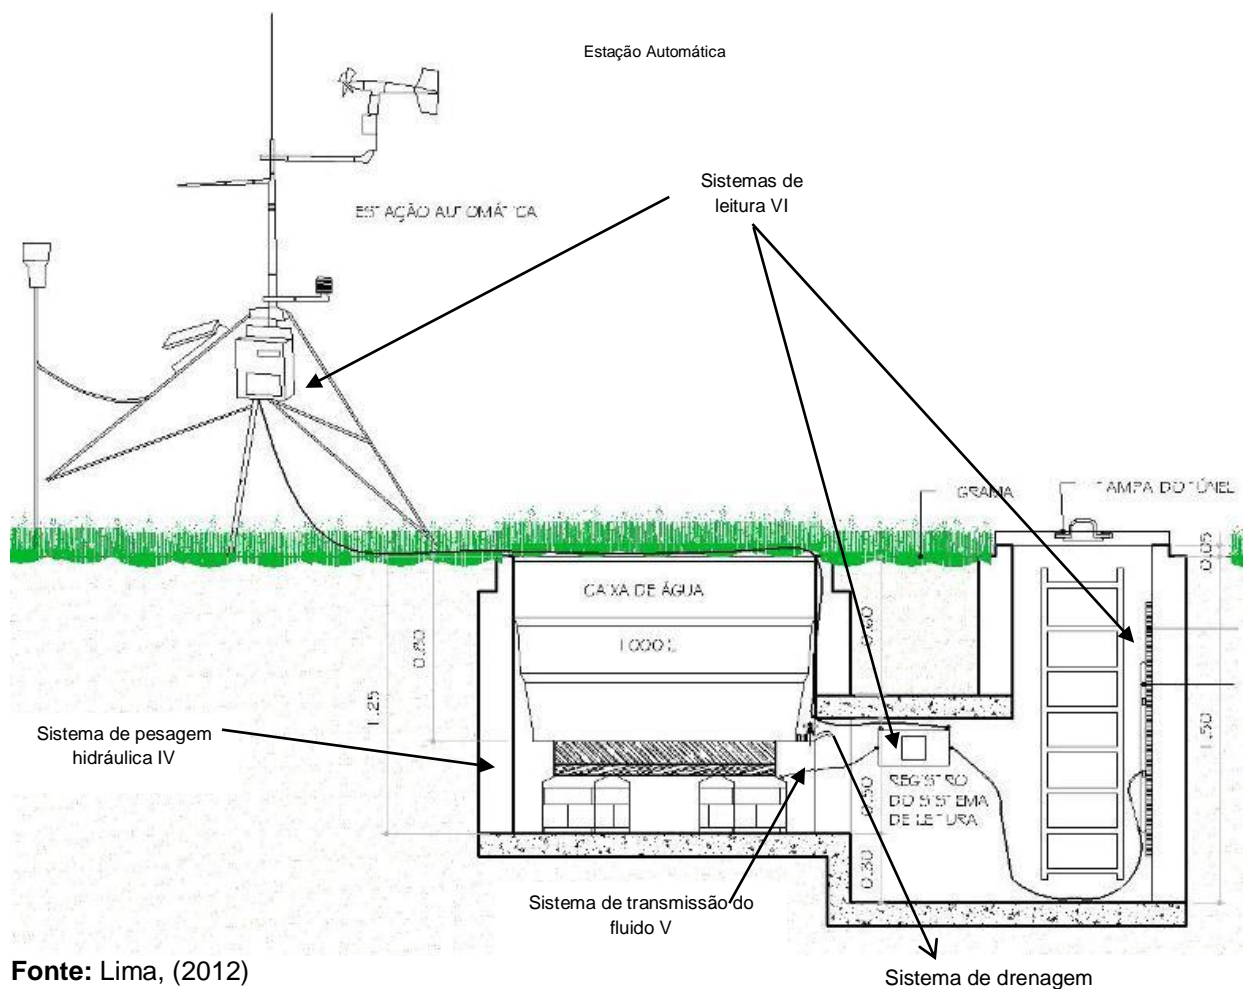 Estação Automática
Sistemas de
leitura VI
ESTAÇÃO AUTOMÁTICA
GRAMA
TAMPA DO TÚNEL
0.05
CAIXA DE ÁGUA
1000 L
0.60
0.80
1.25
1.50
Sistema de pesagem
hidráulica IV
REGISTRO
DO SISTEMA
DE LEITURA
0.30
Sistema de transmissão do
fluido V
Fonte: Lima, (2012)
Sistema de drenagem